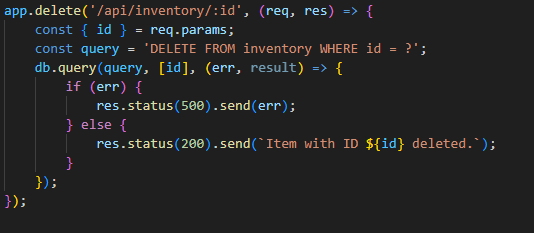 app.delete('/api/inventory/:id', (req, res) => {
    const { id } = req.params;
    const query = 'DELETE FROM inventory WHERE id = ?';
    db.query(query, [id], (err, result) => {
        if (err) {
            res.status(500).send(err);
        } else {
            res.status(200).send(`Item with ID ${id} deleted.`);
        }
    });
});